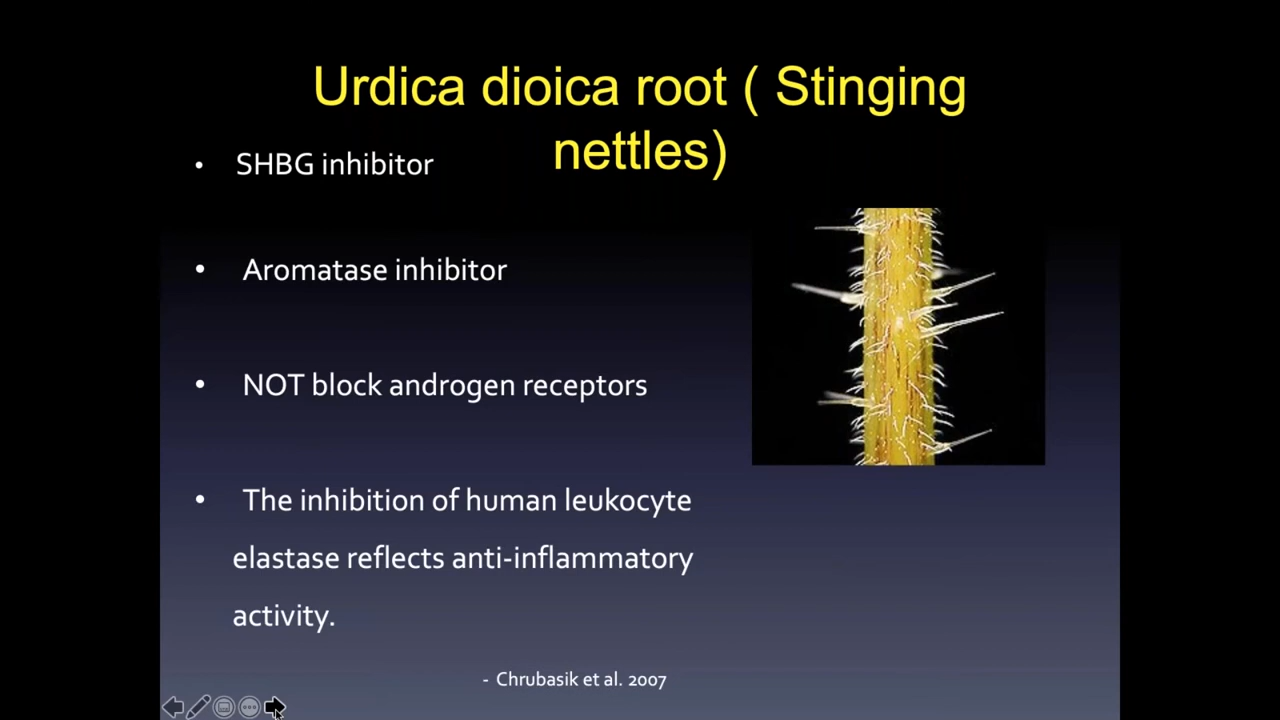 Urdica dioica root ( Stinging
nettles)
• SHBG inhibitor
• Aromatase inhibitor
• NOT block androgen receptors
• The inhibition of human leukocyte
elastase reflects anti-inflammatory
activity.
- Chrubasik et al. 2007